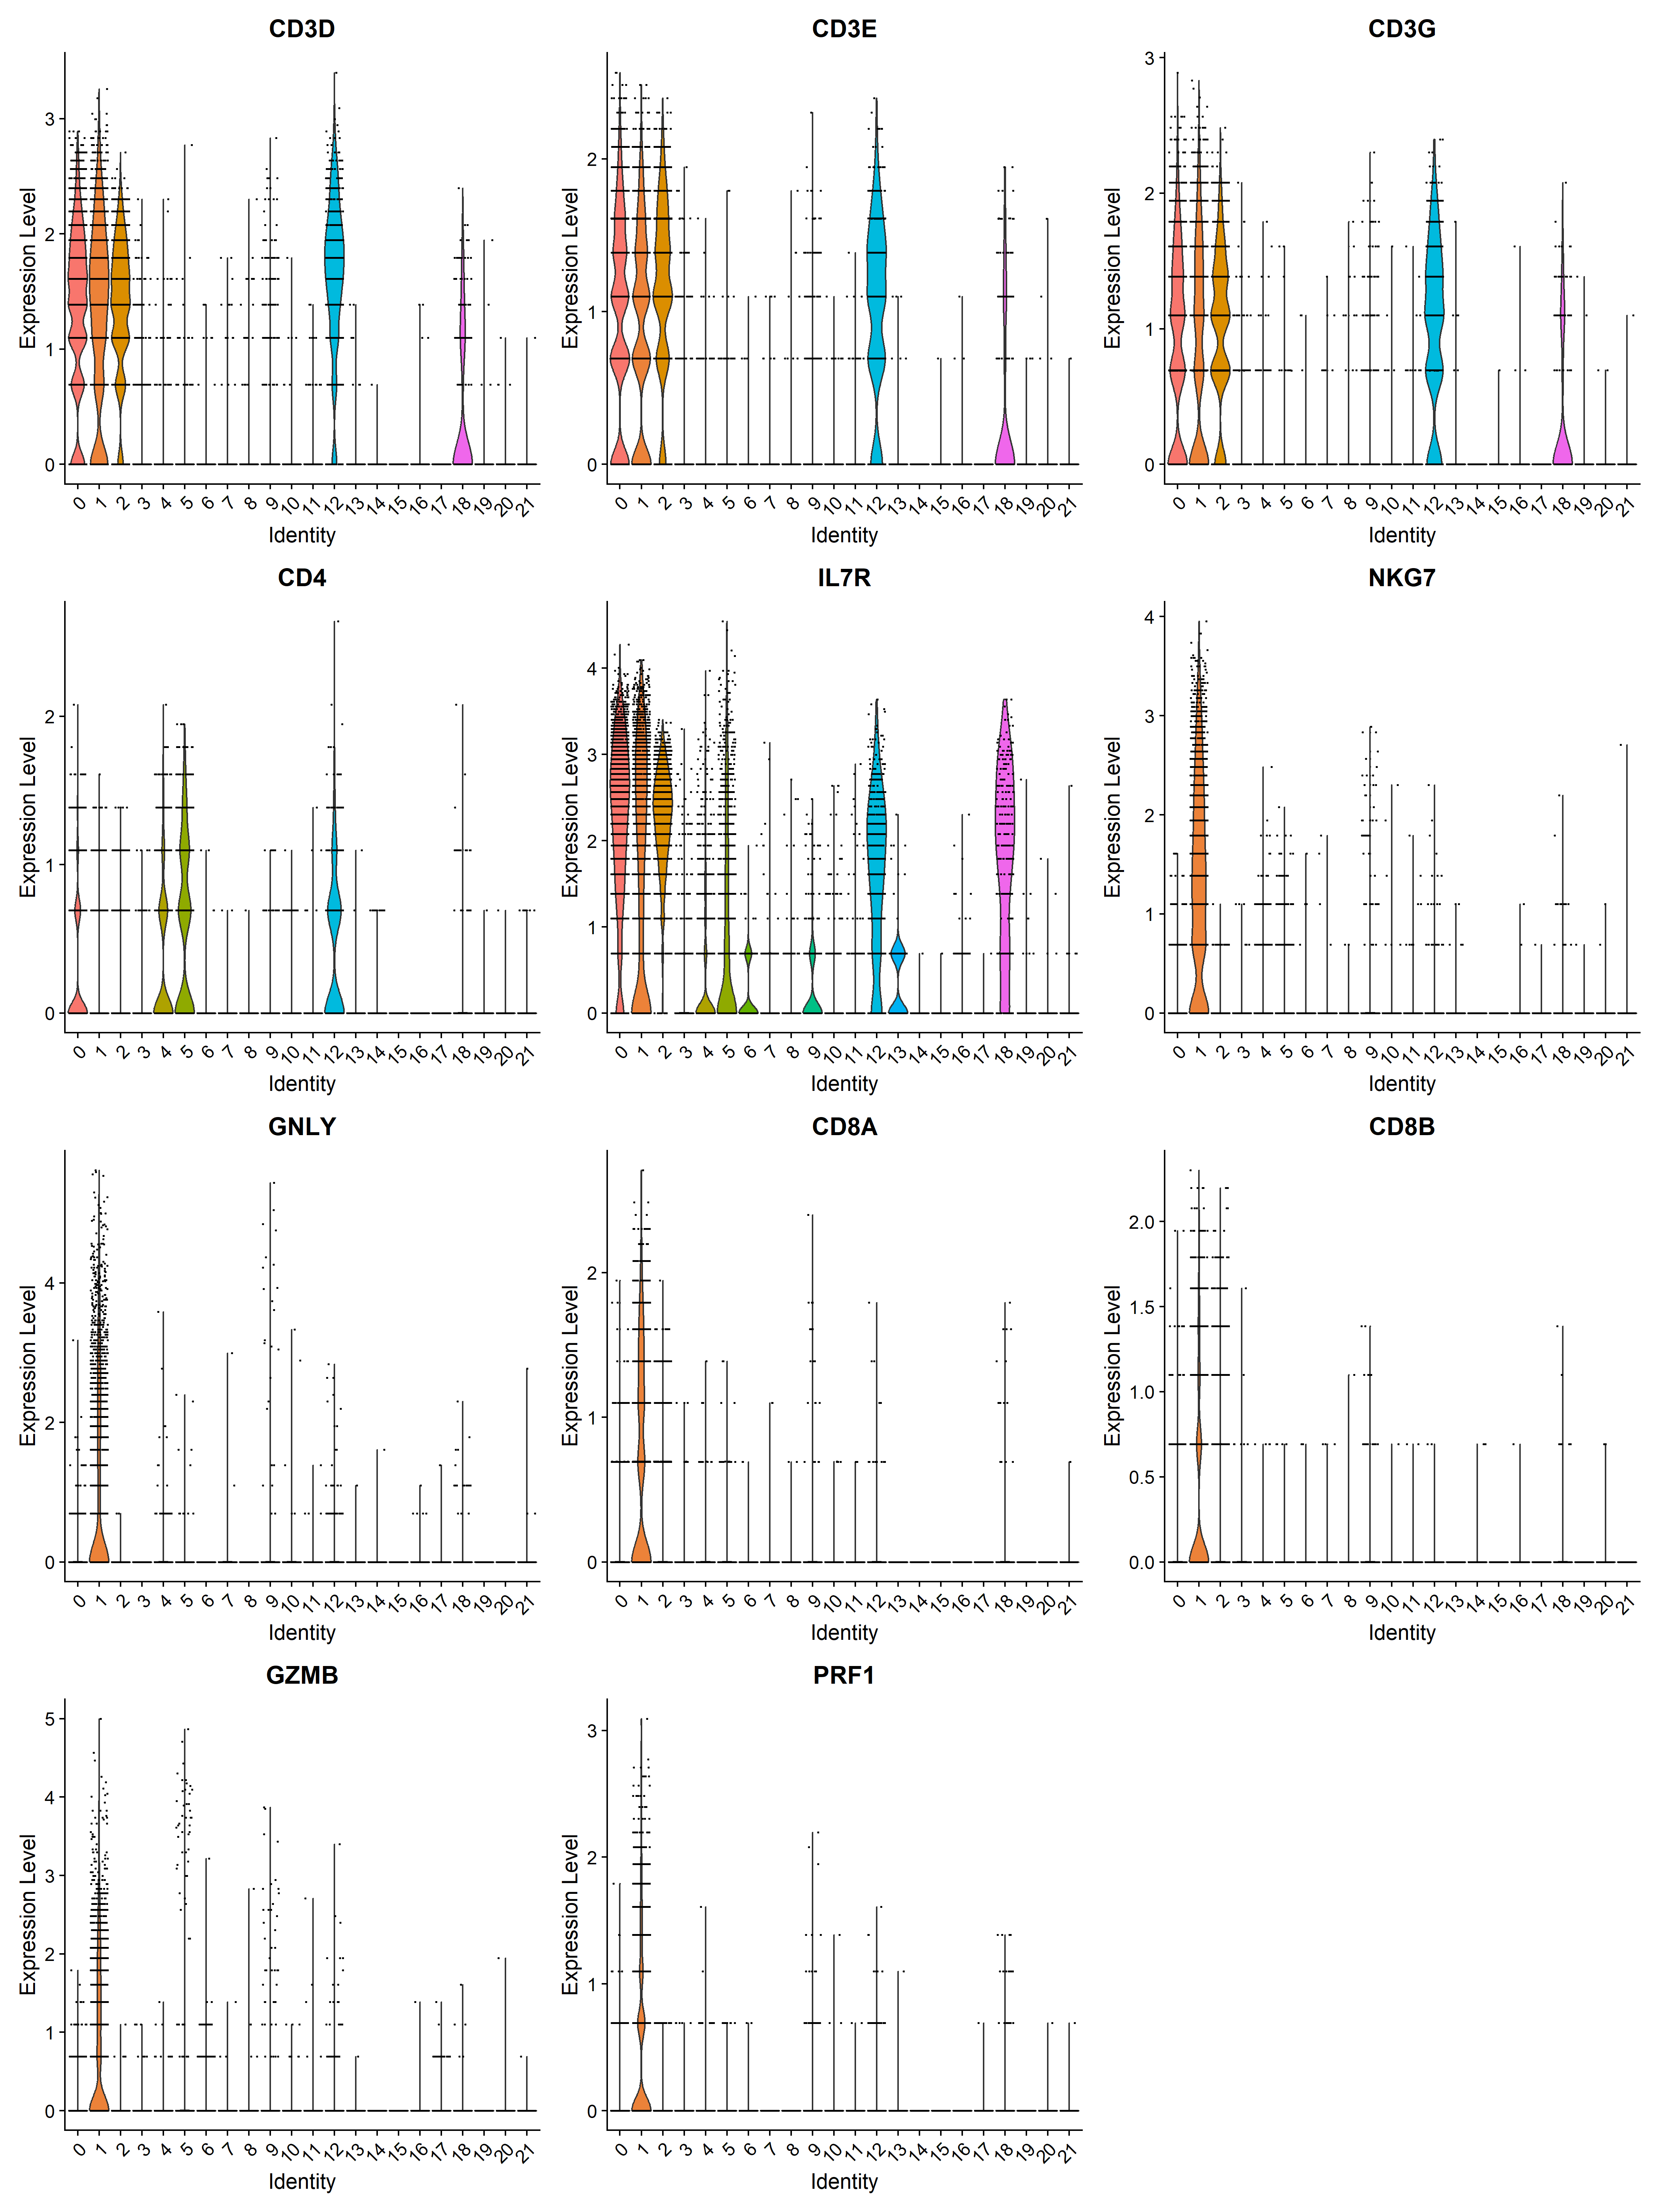 CD3D CD3E CD3G
Expression Level Expression Level Expression Level
3
2
1
0
2
1
0
3
2
1
0
0 1 2 3 4 5 6 7 8 9 10 11 12 13 14 15 16 17 18 19 20 21
0 1 2 3 4 5 6 7 8 9 10 11 12 13 14 15 16 17 18 19 20 21
0 1 2 3 4 5 6 7 8 9 10 11 12 13 14 15 16 17 18 19 20 21
Identity Identity Identity
CD4 IL7R NKG7
Expression Level Expression Level Expression Level
2
1
0
4
3
2
1
0
4
3
2
1
0
0 1 2 3 4 5 6 7 8 9 10 11 12 13 14 15 16 17 18 19 20 21
0 1 2 3 4 5 6 7 8 9 10 11 12 13 14 15 16 17 18 19 20 21
0 1 2 3 4 5 6 7 8 9 10 11 12 13 14 15 16 17 18 19 20 21
Identity Identity Identity
GNLY CD8A CD8B
Expression Level Expression Level Expression Level
4
2
0
2
1
0
2.0
1.5
1.0
0.5
0.0
0 1 2 3 4 5 6 7 8 9 10 11 12 13 14 15 16 17 18 19 20 21
0 1 2 3 4 5 6 7 8 9 10 11 12 13 14 15 16 17 18 19 20 21
0 1 2 3 4 5 6 7 8 9 10 11 12 13 14 15 16 17 18 19 20 21
Identity Identity Identity
GZMB PRF1
Expression Level Expression Level
5
4
3
2
1
0
3
2
1
0
0 1 2 3 4 5 6 7 8 9 10 11 12 13 14 15 16 17 18 19 20 21
0 1 2 3 4 5 6 7 8 9 10 11 12 13 14 15 16 17 18 19 20 21
Identity Identity